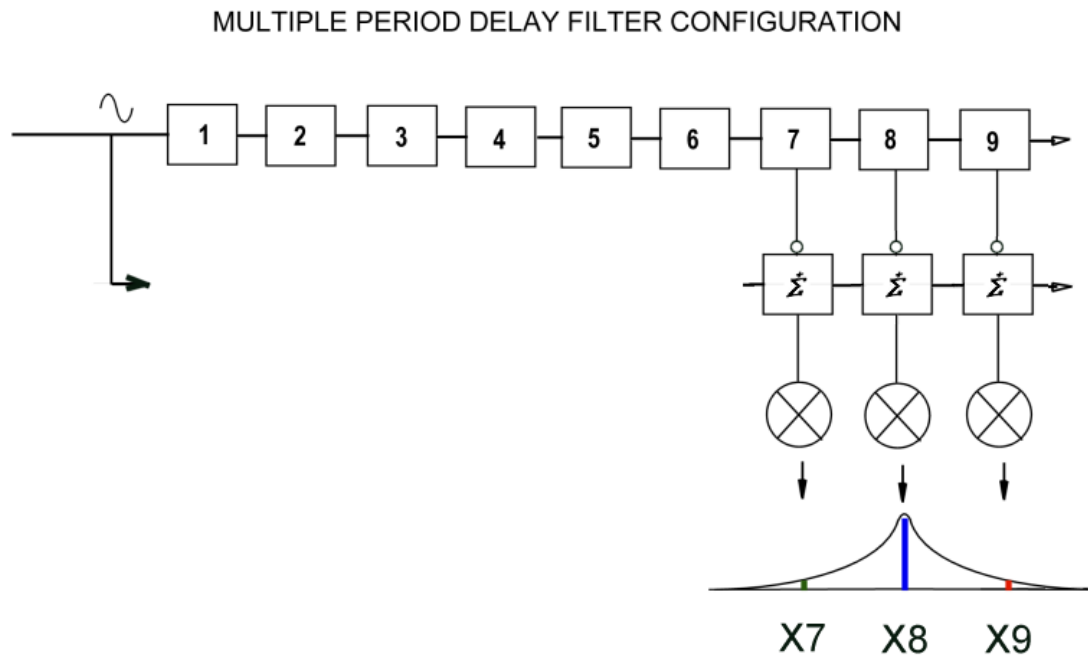 MULTIPLE PERIOD DELAY FILTER CONFIGURATION
1 2 3 4 5 6 7 8 9
Σ Σ Σ
X7 X8 X9